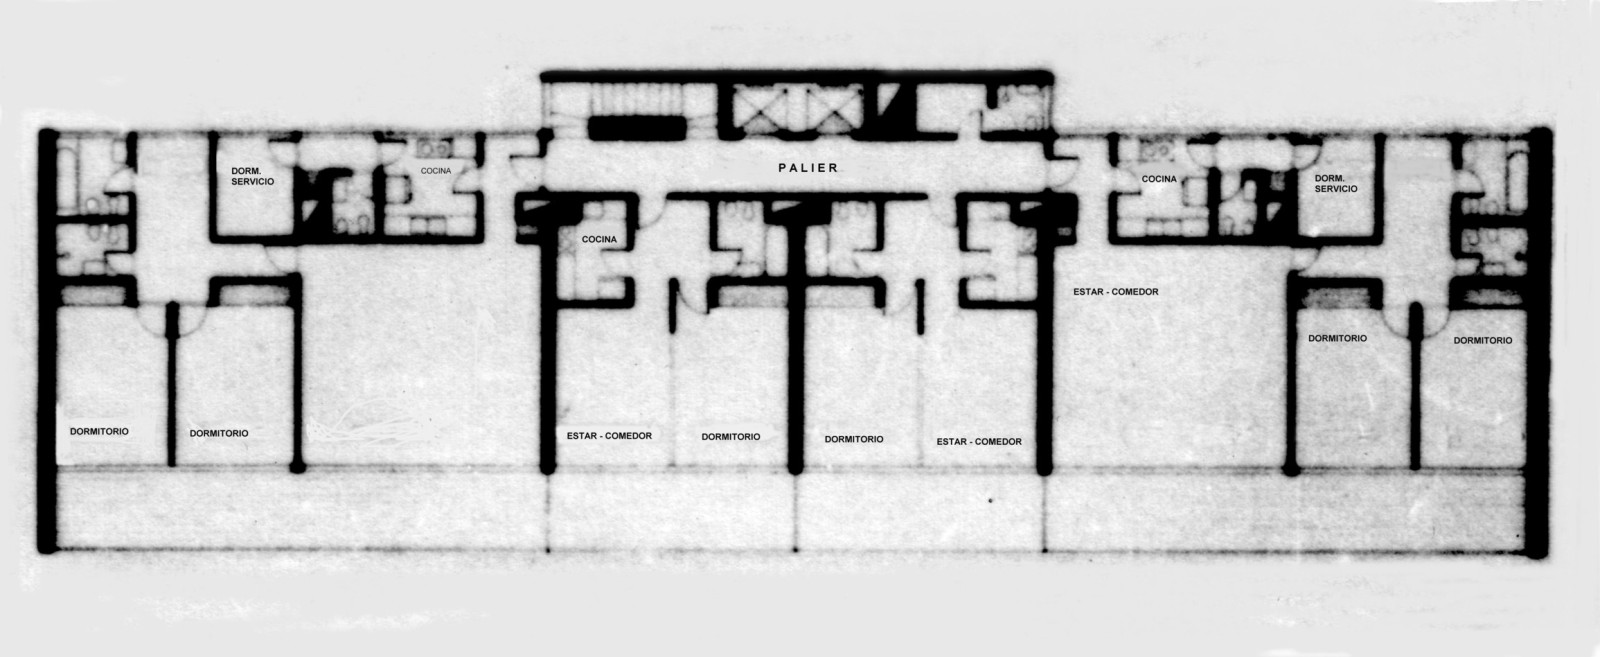 PALIER
DORM.
SERVICIO
COCINA
COCINA
DORM.
SERVICIO
COCINA
ESTAR - COMEDOR
DORMITORIO
DORMITORIO
DORMITORIO
DORMITORIO
ESTAR - COMEDOR
DORMITORIO
DORMITORIO
ESTAR - COMEDOR